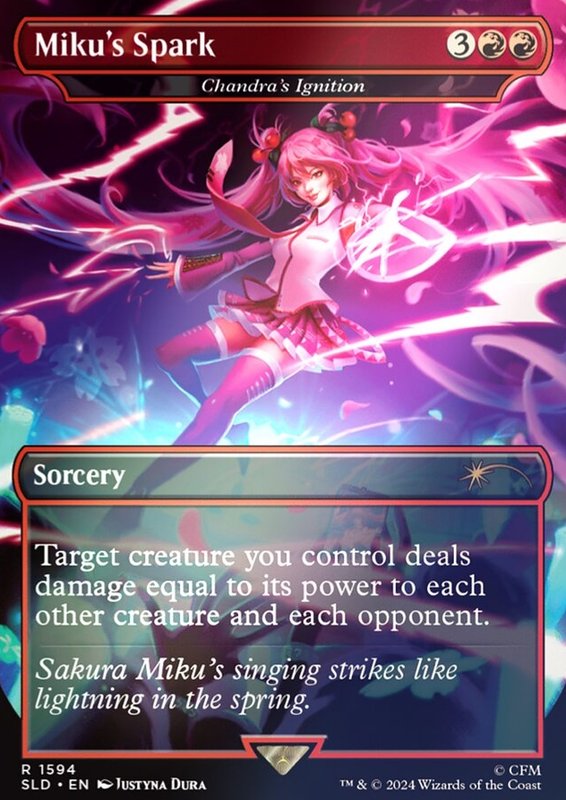 Miku's Spark 3
Chandra's Ignition
Sorcery
Target creature you control deals
damage equal to its power to each
other creature and each opponent.
Sakura Miku's singing strikes like
lightning in the spring.
R 1594
SLD • EN Justyna Dura
© CFM
™ & © 2024 Wizards of the Coast